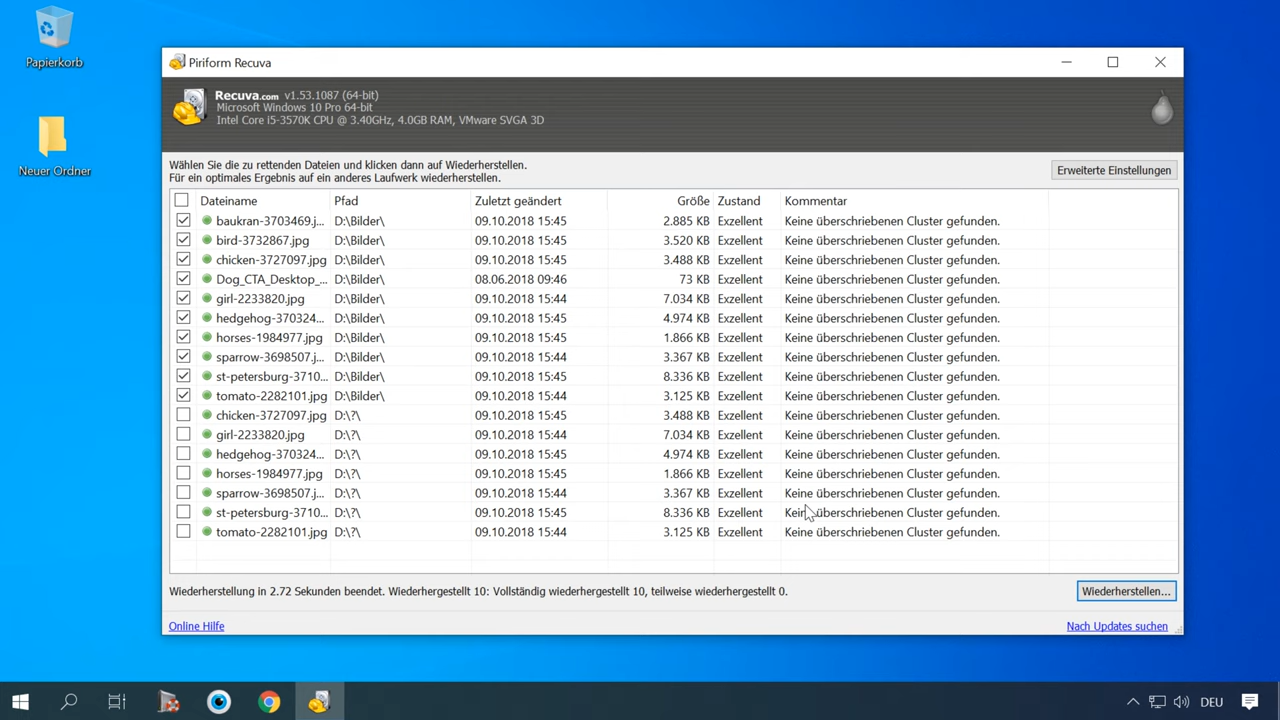 Papierkorb
Neuer Ordner
Piriform Recuva
Recuva.com v1.53.1087 (64-bit)
Microsoft Windows 10 Pro 64-bit
Intel Core i5-3570K CPU @ 3.40GHz, 4.0GB RAM, VMware SVGA 3D
Wählen Sie die zu rettenden Dateien und klicken dann auf Wiederherstellen.
Für ein optimales Ergebnis auf ein anderes Laufwerk wiederherstellen.
Erweiterte Einstellungen
Dateiname Pfad Zuletzt geändert Größe Zustand Kommentar
baukran-3703469.j... D:\Bilder\ 09.10.2018 15:45 2.885 KB Exzellent Keine überschriebenen Cluster gefunden.
bird-3732867.jpg D:\Bilder\ 09.10.2018 15:45 3.520 KB Exzellent Keine überschriebenen Cluster gefunden.
chicken-3727097.jpg D:\Bilder\ 09.10.2018 15:45 3.488 KB Exzellent Keine überschriebenen Cluster gefunden.
Dog_CTA_Desktop_... D:\Bilder\ 08.06.2018 09:46 73 KB Exzellent Keine überschriebenen Cluster gefunden.
girl-2233820.jpg D:\Bilder\ 09.10.2018 15:44 7.034 KB Exzellent Keine überschriebenen Cluster gefunden.
hedgehog-370324... D:\Bilder\ 09.10.2018 15:45 4.974 KB Exzellent Keine überschriebenen Cluster gefunden.
horses-1984977.jpg D:\Bilder\ 09.10.2018 15:45 1.866 KB Exzellent Keine überschriebenen Cluster gefunden.
sparrow-3698507.j... D:\Bilder\ 09.10.2018 15:44 3.367 KB Exzellent Keine überschriebenen Cluster gefunden.
st-petersburg-3710... D:\Bilder\ 09.10.2018 15:45 8.336 KB Exzellent Keine überschriebenen Cluster gefunden.
tomato-2282101.jpg D:\Bilder\ 09.10.2018 15:44 3.125 KB Exzellent Keine überschriebenen Cluster gefunden.
chicken-3727097.jpg D:\?\ 09.10.2018 15:45 3.488 KB Exzellent Keine überschriebenen Cluster gefunden.
girl-2233820.jpg D:\?\ 09.10.2018 15:44 7.034 KB Exzellent Keine überschriebenen Cluster gefunden.
hedgehog-370324... D:\?\ 09.10.2018 15:45 4.974 KB Exzellent Keine überschriebenen Cluster gefunden.
horses-1984977.jpg D:\?\ 09.10.2018 15:45 1.866 KB Exzellent Keine überschriebenen Cluster gefunden.
sparrow-3698507.j... D:\?\ 09.10.2018 15:44 3.367 KB Exzellent Keine überschriebenen Cluster gefunden.
st-petersburg-3710... D:\?\ 09.10.2018 15:45 8.336 KB Exzellent Keine überschriebenen Cluster gefunden.
tomato-2282101.jpg D:\?\ 09.10.2018 15:44 3.125 KB Exzellent Keine überschriebenen Cluster gefunden.
Wiederherstellung in 2.72 Sekunden beendet. Wiederhergestellt 10: Vollständig wiederhergestellt 10, teilweise wiederhergestellt 0.
Wiederherstellen...
Online Hilfe
Nach Updates suchen
DEU